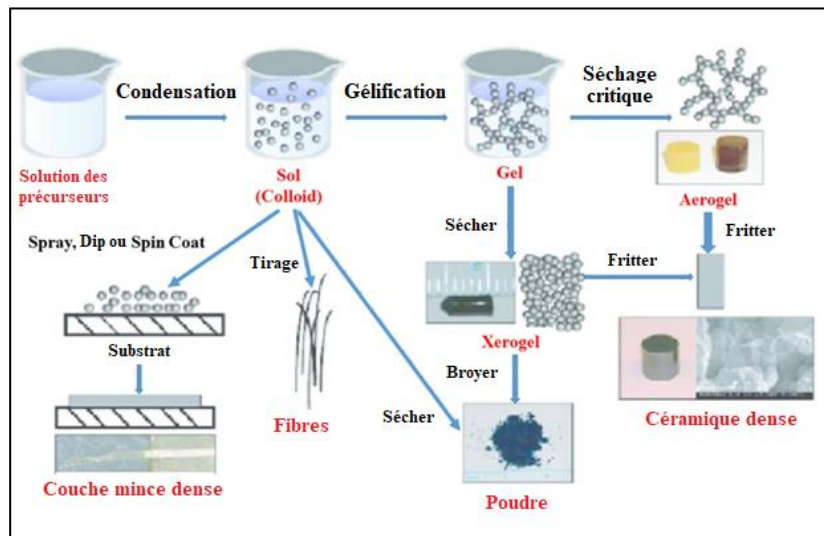 Condensation
Gélification
Séchage
critique
Solution des
précurseurs
Sol
(Colloid)
Gel
Aerogel
Spray, Dip ou Spin Coat
Tirage
Sécher
Fritter
Fritter
Substrat
Xerogel
Broyer
Fibres
Sécher
Céramique dense
Couche mince dense
Poudre